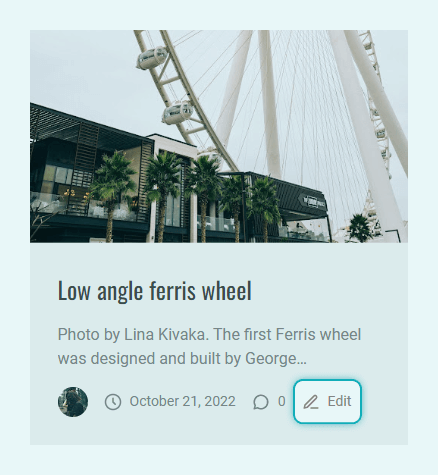 Low angle ferris wheel
Photo by Lina Kivaka. The first Ferris wheel
was designed and built by George...
October 21, 2022 0 Edit